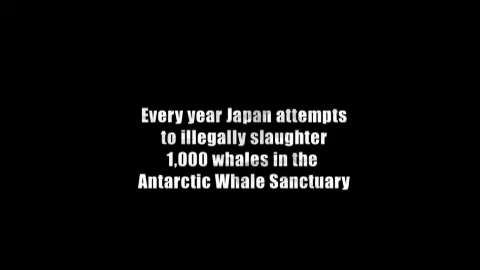 Every year Japan attempts
to illegally slaughter
1,000 whales in the
Antarctic Whale Sanctuary